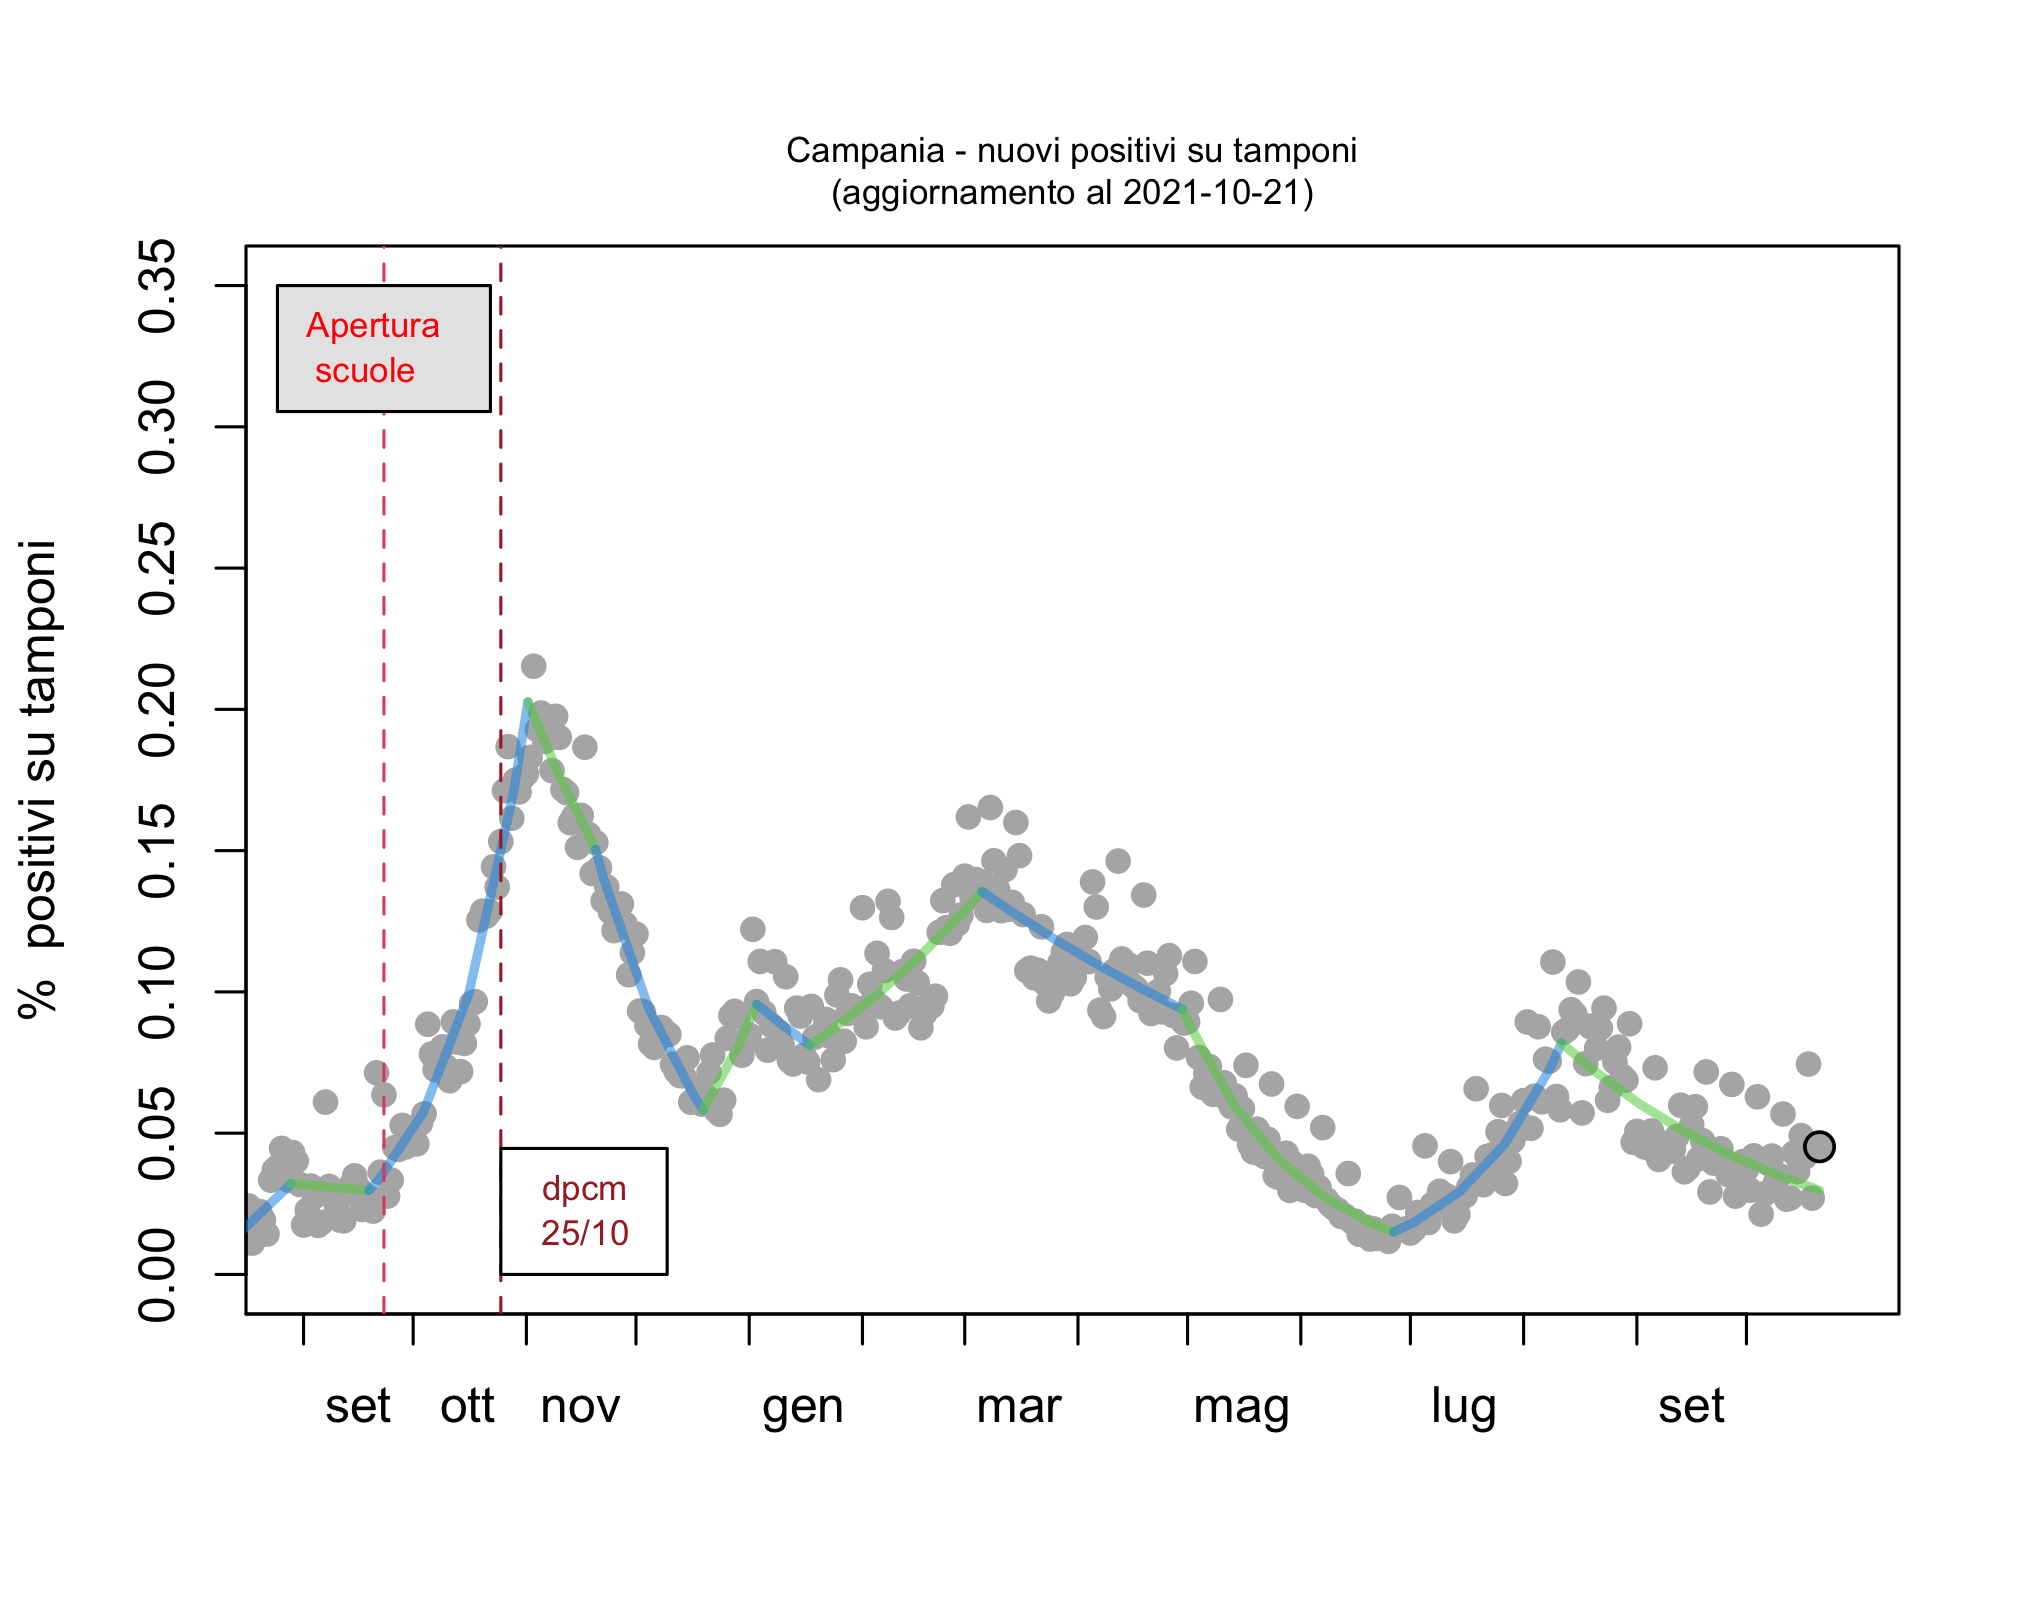 Campania - nuovi positivi su tamponi
(aggiornamento al 2021-10-21)
% positivi su tamponi
0.35
0.30
0.25
0.20
0.15
0.10
0.05
0.00
Apertura
scuole
dpcm
25/10
set ott nov gen mar mag lug set